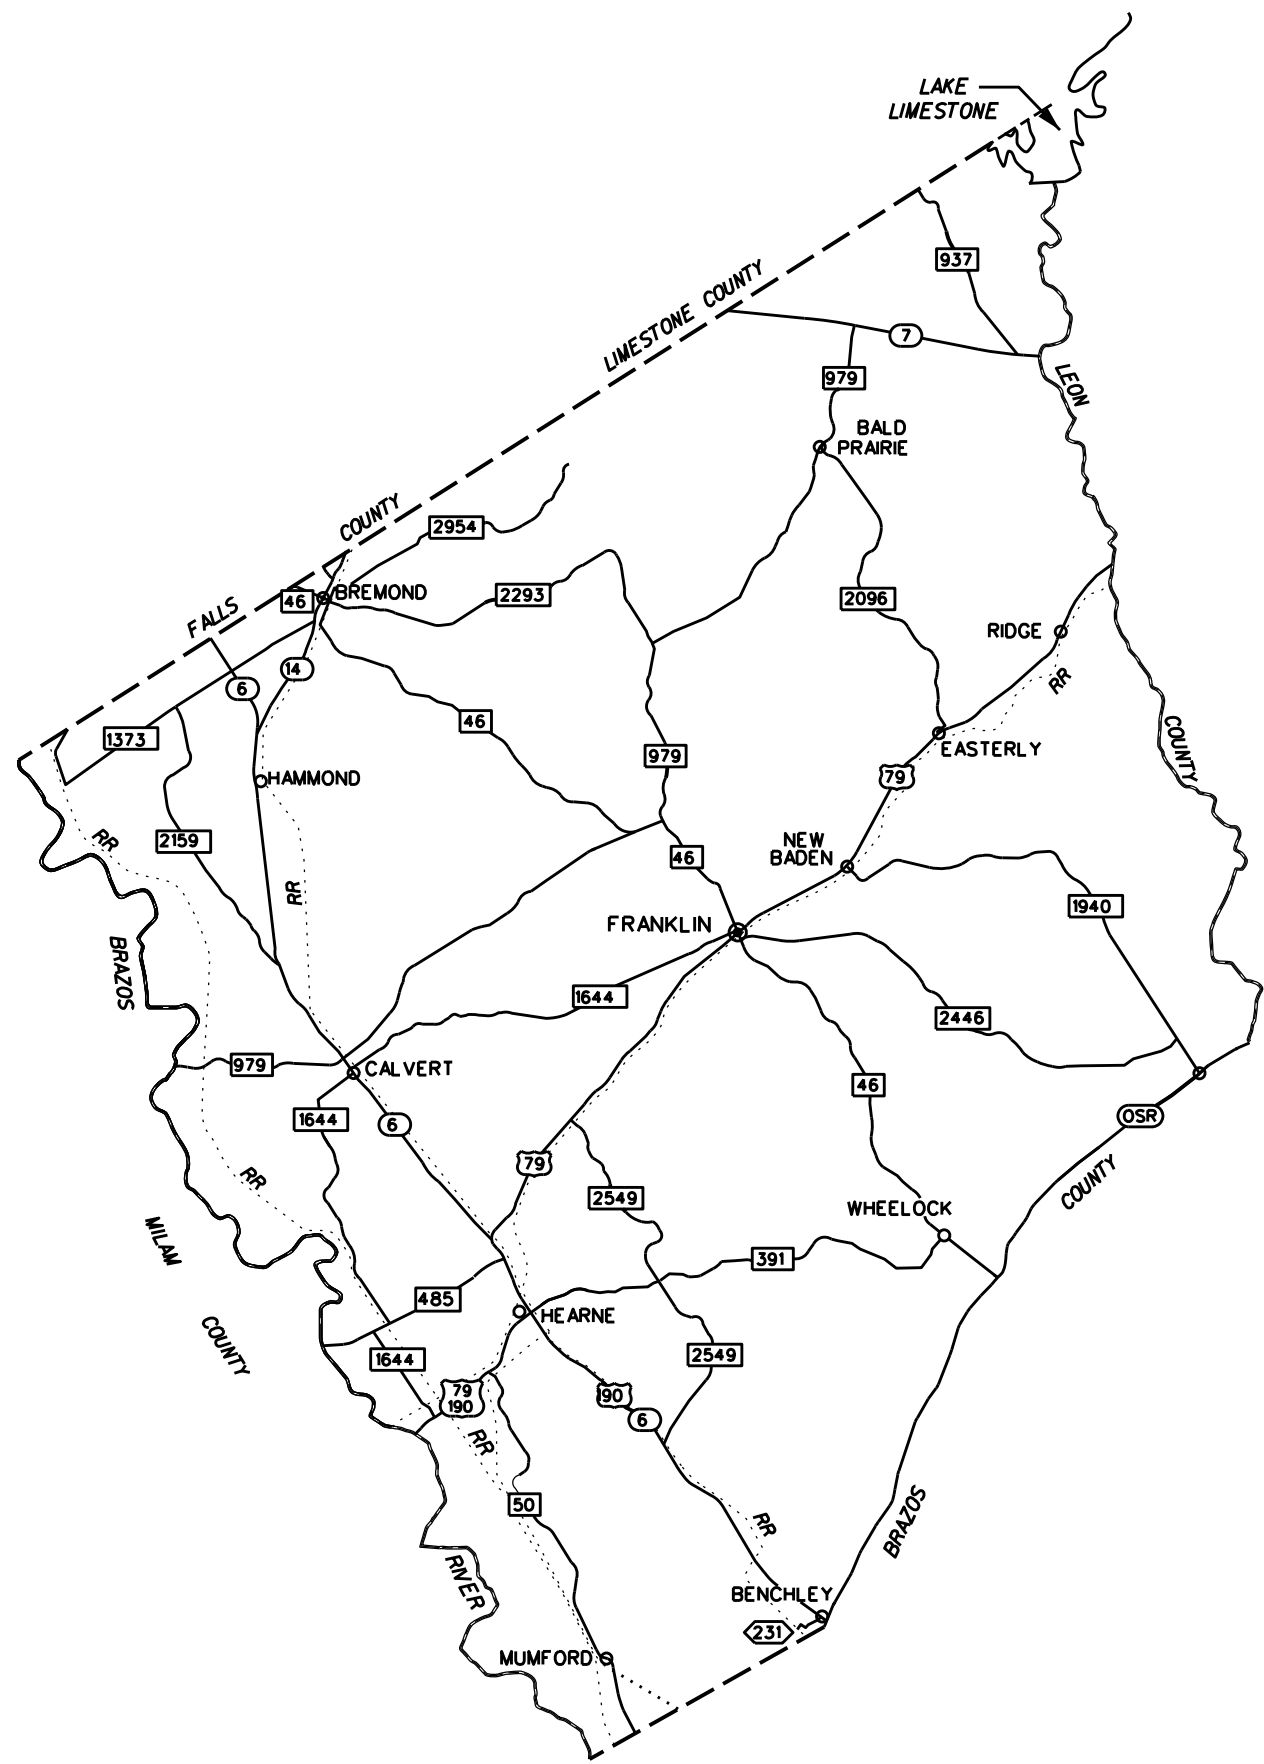 LAKE
LIMESTONE
937
LIMESTONE COUNTY
7
979
LEON
BALD
PRAIRIE
COUNTY
2954
46
BREMOND
2293
2096
FALLS
RIDGE
14
6
RR
46
1373
COUNTY
979
EASTERLY
79
HAMMOND
RR
2159
NEW
BADEN
46
RR
1940
FRANKLIN
BRAZOS
1644
2446
979
CALVERT
46
1644
6
OSR
79
RR
2549
COUNTY
WHEELOCK
MILAM
391
485
HEARNE
COUNTY
1644
2549
79
190
190
6
RR
50
RR
BRAZOS
RIVER
BENCHLEY
231
MUMFORD